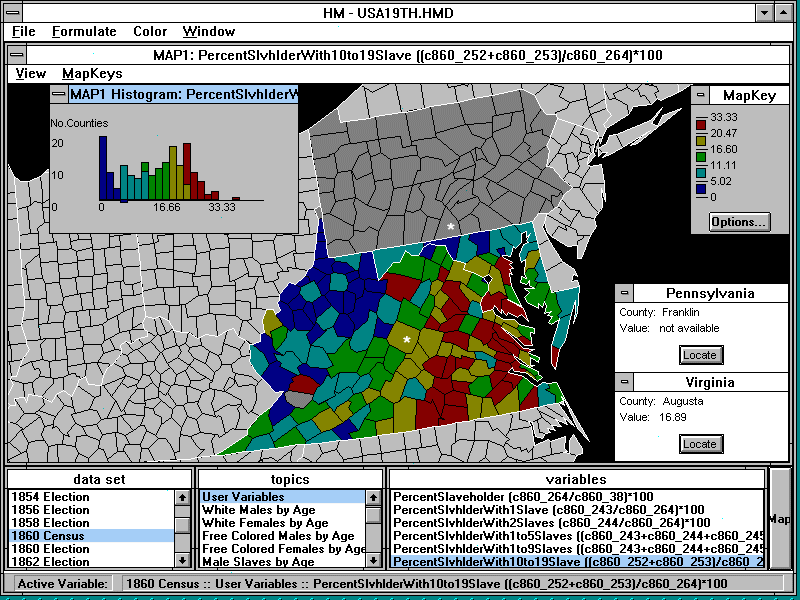 HM - USA19TH.HMD
File Formulate Color Window
MAP1: PercentSlvhlderWith10to19Slave ((c860_252+c860_253)/c860_264)*100
View MapKeys
MAP1 Histogram: PercentSlvhlderW
No.Counties
20
10
0
0 16.66 33.33
MapKey
33.33
20.47
16.60
11.11
5.02
0
Options...
Pennsylvania
County: Franklin
Value: not available
Locate
Virginia
County: Augusta
Value: 16.89
Locate
data set
1854 Election
1856 Election
1858 Election
1860 Census
1860 Election
1862 Election
topics
User Variables
White Males by Age
White Females by Age
Free Colored Males by Age
Free Colored Females by Age
Male Slaves by Age
variables
PercentSlaveholder (c860_264/c860_38)*100
PercentSlvhlderWith1Slave (c860_243/c860_264)*100
PercentSlvhlderWith2Slaves (c860_244/c860_264)*100
PercentSlvhlderWith1to5Slaves ((c860_243+c860_244+c860_245
PercentSlvhlderWith1to9Slaves ((c860_243+c860_244+c860_245
PercentSlvhlderWith10to19Slave ((c860_252+c860_253)/c860_2
Map
Active Variable: 1860 Census :: User Variables :: PercentSlvhlderWith10to19Slave ((c860_252+c860_253)/c860_264)*100